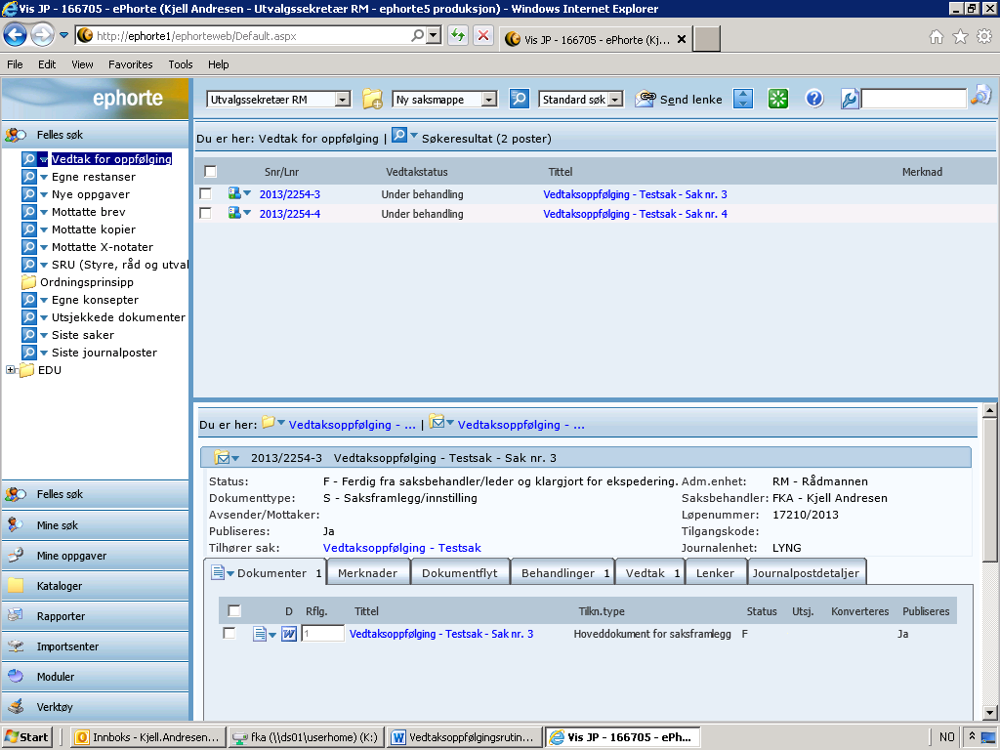 Vis JP - 166705 - ePhorte (Kjell Andresen - Utvalgssekretær RM - ephorte5 produksjon) - Windows Internet Explorer
http://ephorte1/ephorteweb/Default.aspx
Vis JP - 166705 - ePhorte (Kj...
File Edit View Favorites Tools Help
ephorte
Utvalgssekretær RM
Ny saksmappe
Standard søk
Send lenke
Felles søk
Vedtak for oppfølging
Egne restanser
Nye oppgaver
Mottatte brev
Mottatte kopier
Mottatte X-notater
SRU (Styre, råd og utval
Ordningsprinsipp
Egne konsepter
Utsjekkede dokumenter
Siste saker
Siste journalposter
EDU
Felles søk
Mine søk
Mine oppgaver
Kataloger
Rapporter
Importsenter
Moduler
Verktøy
Du er her: Vedtak for oppfølging | Søkeresultat (2 poster)
Snr/Lnr Vedtakstatus Tittel Merknad
2013/2254-3 Under behandling Vedtaksoppfølging - Testsak - Sak nr. 3
2013/2254-4 Under behandling Vedtaksoppfølging - Testsak - Sak nr. 4
Du er her: Vedtaksoppfølging - ... | Vedtaksoppfølging - ...
2013/2254-3 Vedtaksoppfølging - Testsak - Sak nr. 3
Status: F - Ferdig fra saksbehandler/leder og klargjort for ekspedering. Adm.enhet: RM - Rådmannen
Dokumenttype: S - Saksframlegg/innstilling Saksbehandler: FKA - Kjell Andresen
Avsender/Mottaker: Løpenummer: 17210/2013
Publiseres: Ja Tilgangskode:
Tilhører sak: Vedtaksoppfølging - Testsak Journalenhet: LYNG
Dokumenter 1 Merknader Dokumentflyt Behandlinger 1 Vedtak 1 Lenker Journalpostdetaljer
D Rflg. Tittel Tilkn.type Status Utsj. Konverteres Publiseres
1 Vedtaksoppfølging - Testsak - Sak nr. 3 Hoveddokument for saksframlegg F Ja
Start Innboks - Kjell.Andresen... fka (\\ds01\userhome) (K:) Vedtaksoppfølgingsrutin... Vis JP - 166705 - ePh... NO